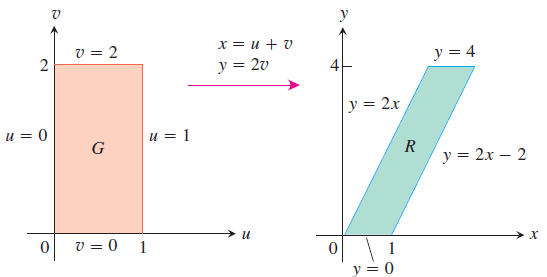 v
v = 2
2
u = 0
G
u = 1
u
0
v = 0
1
x = u + v
y = 2v
y
y = 4
4
y = 2x
R
y = 2x − 2
x
0
1
y = 0